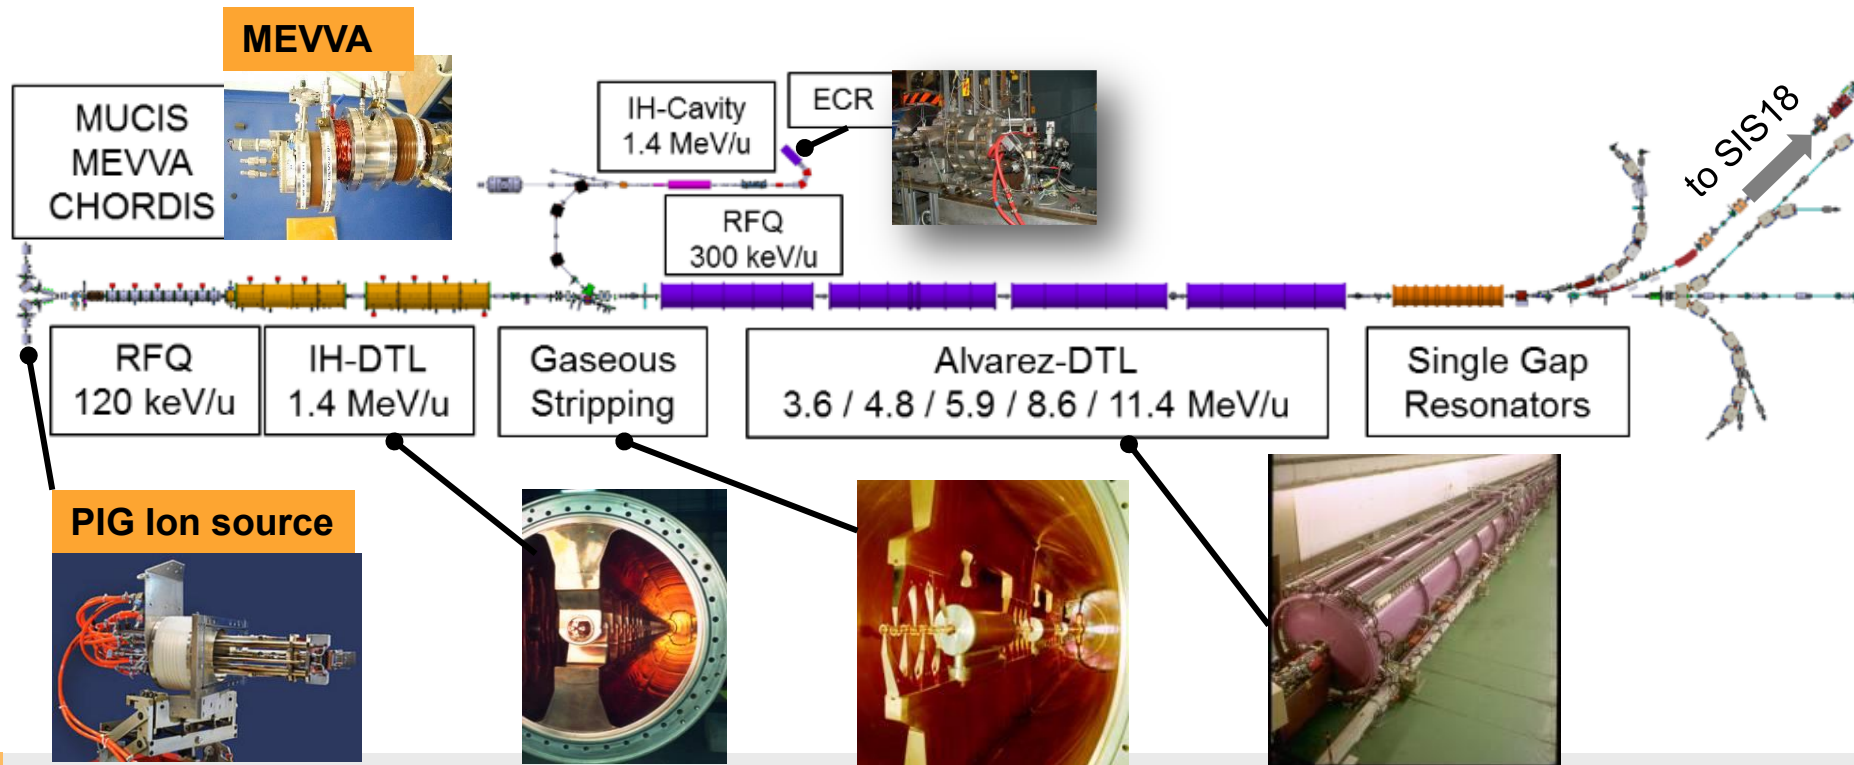 MEVVA
MUCIS
MEVVA
CHORDIS
IH-Cavity
1.4 MeV/u
ECR
to SIS18
RFQ
300 keV/u
RFQ
120 keV/u
IH-DTL
1.4 MeV/u
Gaseous
Stripping
Alvarez-DTL
3.6 / 4.8 / 5.9 / 8.6 / 11.4 MeV/u
Single Gap
Resonators
PIG Ion source